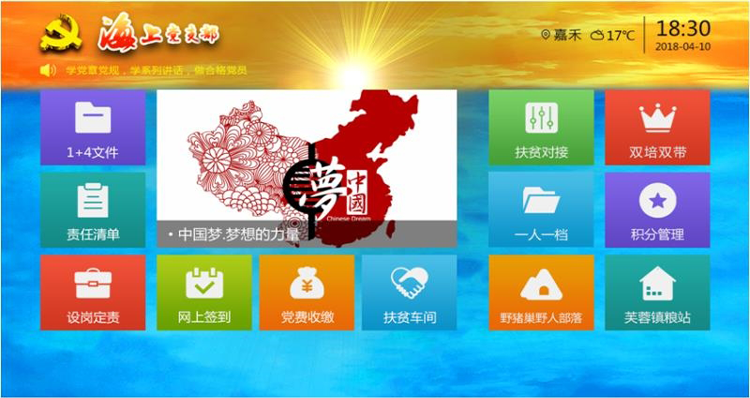 海上党支部
嘉禾 17℃
18:30
2018-04-10
学党章党规，学系列讲话，做合格党员
1+4文件
夢
中國
Chinese Dream
• 中国梦.梦想的力量
扶贫对接
双培双带
责任清单
一人一档
积分管理
设岗定责
网上签到
党费收缴
扶贫车间
野猪巢野人部落
芙蓉镇粮站